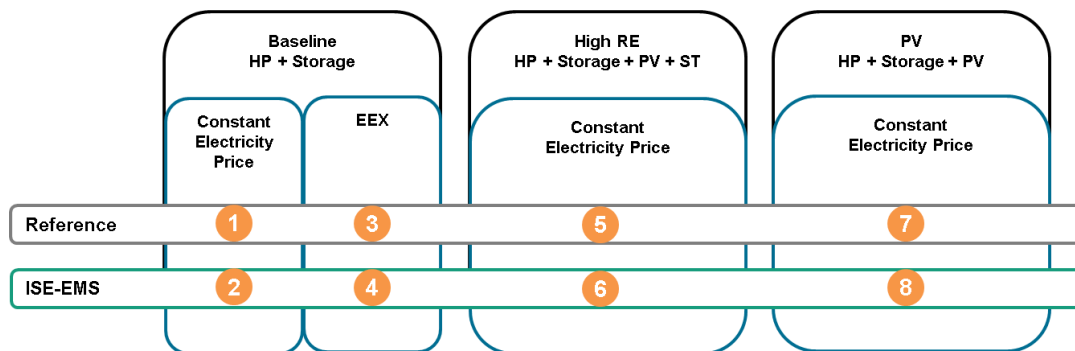 Baseline
HP + Storage
High RE
HP + Storage + PV + ST
PV
HP + Storage + PV
Constant
Electricity
Price
EEX
Constant
Electricity Price
Constant
Electricity Price
Reference 1 3 5 7
ISE-EMS 2 4 6 8